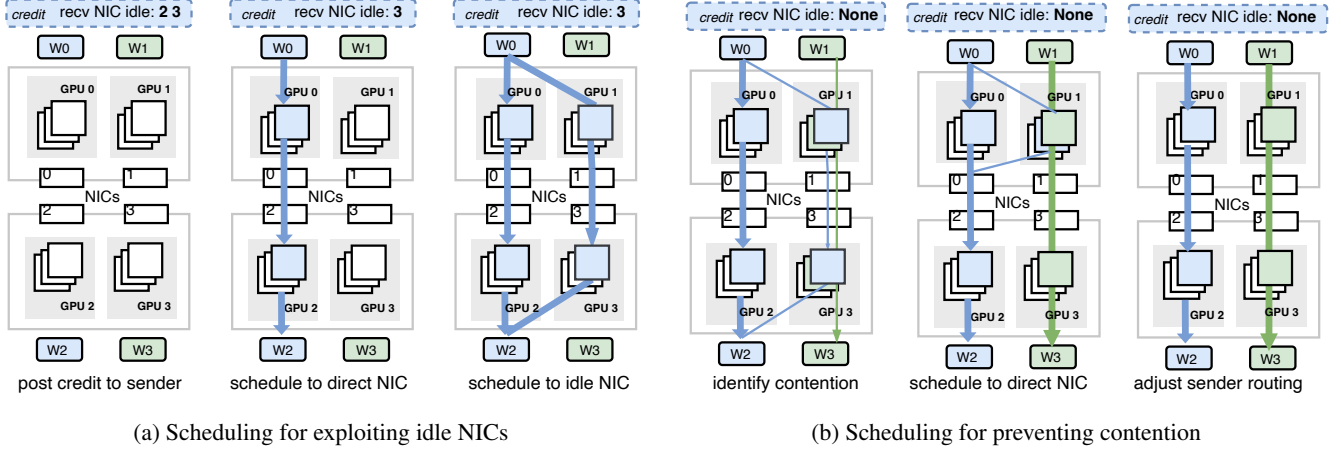 credit recv NIC idle: 2 3
W0 W1
GPU 0 GPU 1
0 1
NICs
2 3
GPU 2 GPU 3
W2 W3
post credit to sender
credit recv NIC idle: 3
W0 W1
GPU 0 GPU 1
0 1
NICs
2 3
GPU 2 GPU 3
W2 W3
schedule to direct NIC
credit recv NIC idle: 3
W0 W1
GPU 0 GPU 1
0 1
NICs
2 3
GPU 2 GPU 3
W2 W3
schedule to idle NIC
(a) Scheduling for exploiting idle NICs
credit recv NIC idle: None
W0 W1
GPU 0 GPU 1
0 1
NICs
2 3
GPU 2 GPU 3
W2 W3
identify contention
credit recv NIC idle: None
W0 W1
GPU 0 GPU 1
0 1
NICs
2 3
GPU 2 GPU 3
W2 W3
schedule to direct NIC
credit recv NIC idle: None
W0 W1
GPU 0 GPU 1
0 1
NICs
2 3
GPU 2 GPU 3
W2 W3
adjust sender routing
(b) Scheduling for preventing contention